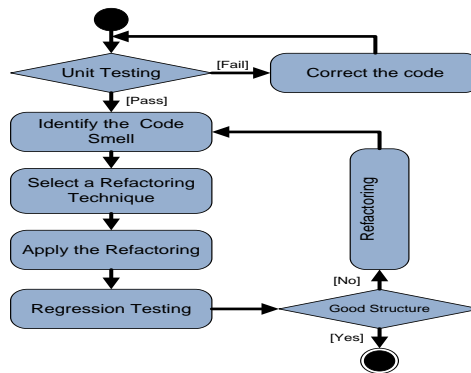 Unit Testing
[Fail]
Correct the code
[Pass]
Identify the Code
Smell
Select a Refactoring
Technique
Refactoring
Apply the Refactoring
[No]
Regression Testing
Good Structure
[Yes]